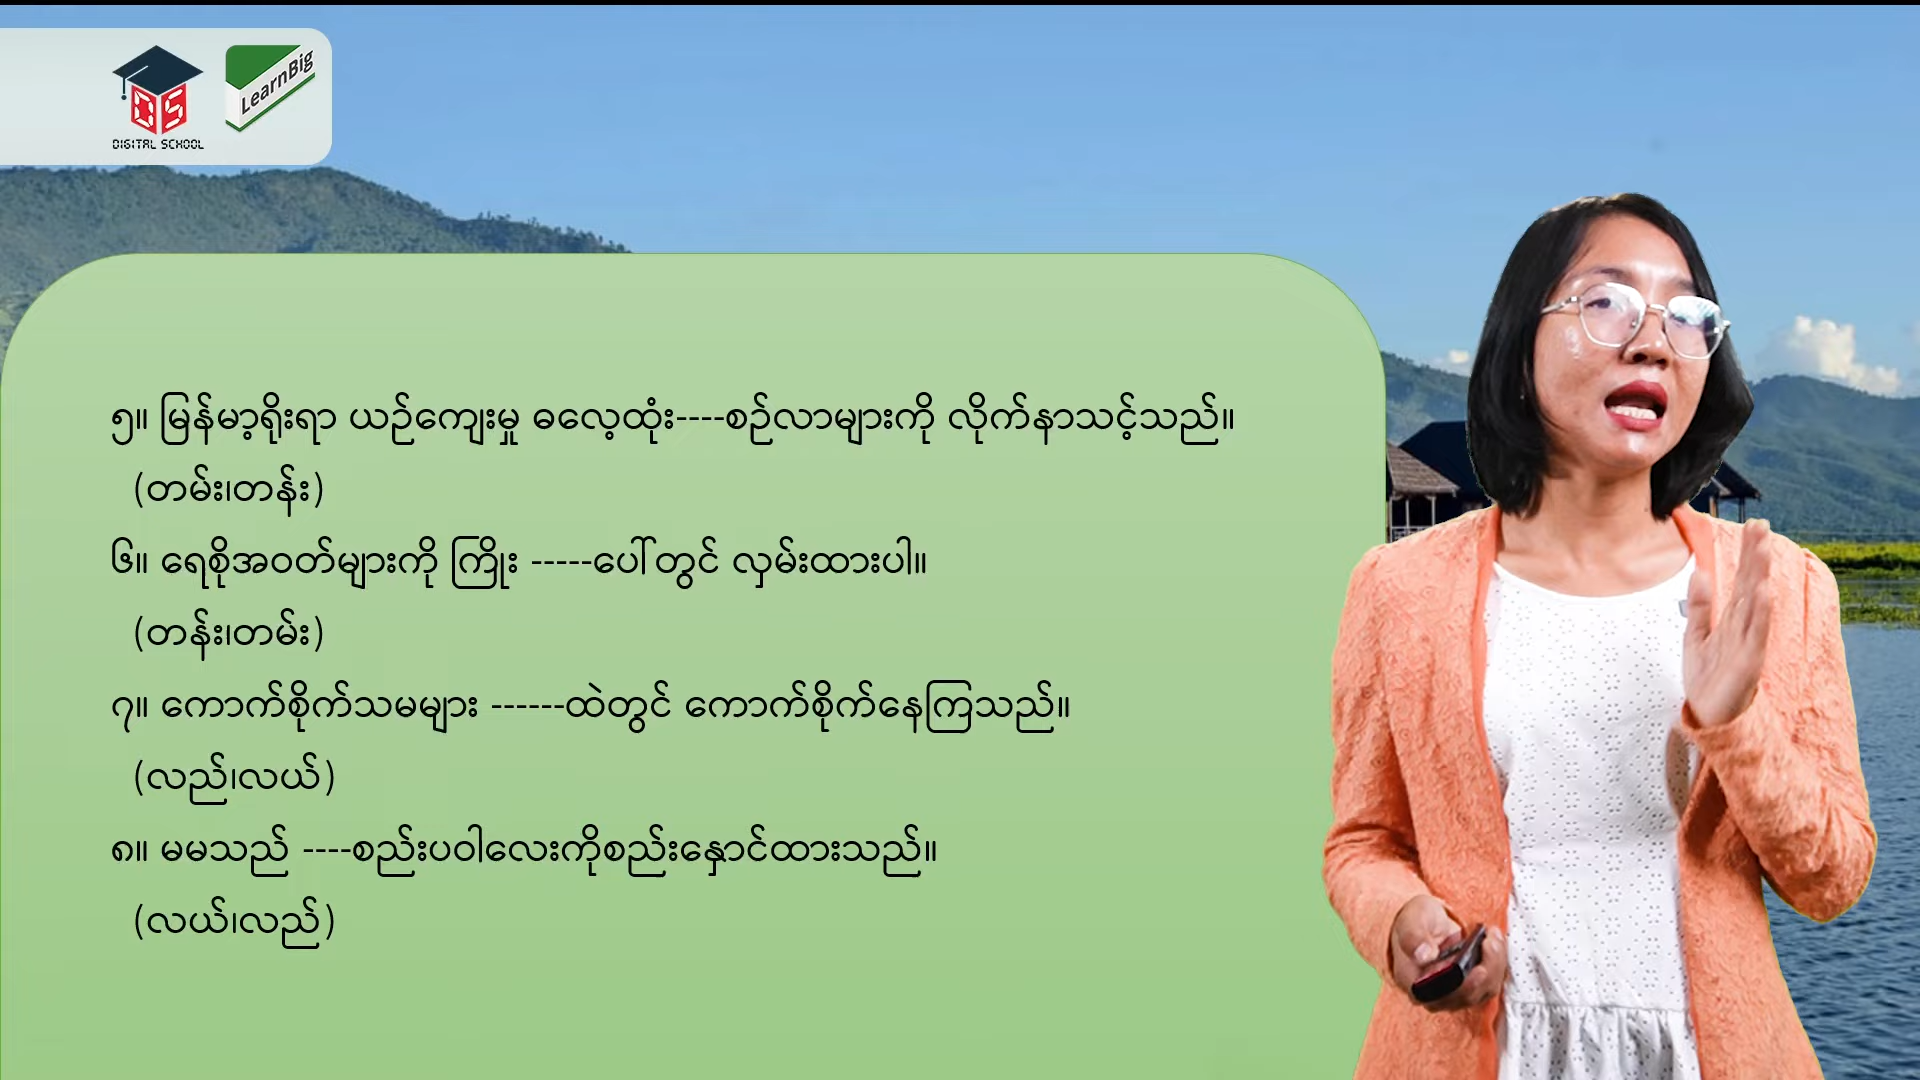 DS
DIGITAL SCHOOL
LearnBig
၅။ မြန်မာ့ရိုးရာ ယဉ်ကျေးမှု ဓလေ့ထုံး----စဉ်လာများကို လိုက်နာသင့်သည်။
(တမ်း၊တန်း)
၆။ ရေစိုအဝတ်များကို ကြိုး -----ပေါ်တွင် လှမ်းထားပါ။
(တန်း၊တမ်း)
၇။ ကောက်စိုက်သမများ ------ထဲတွင် ကောက်စိုက်နေကြသည်။
(လည်၊လယ်)
၈။ မမသည် ----စည်းပဝါလေးကိုစည်းနှောင်ထားသည်။
(လယ်၊လည်)